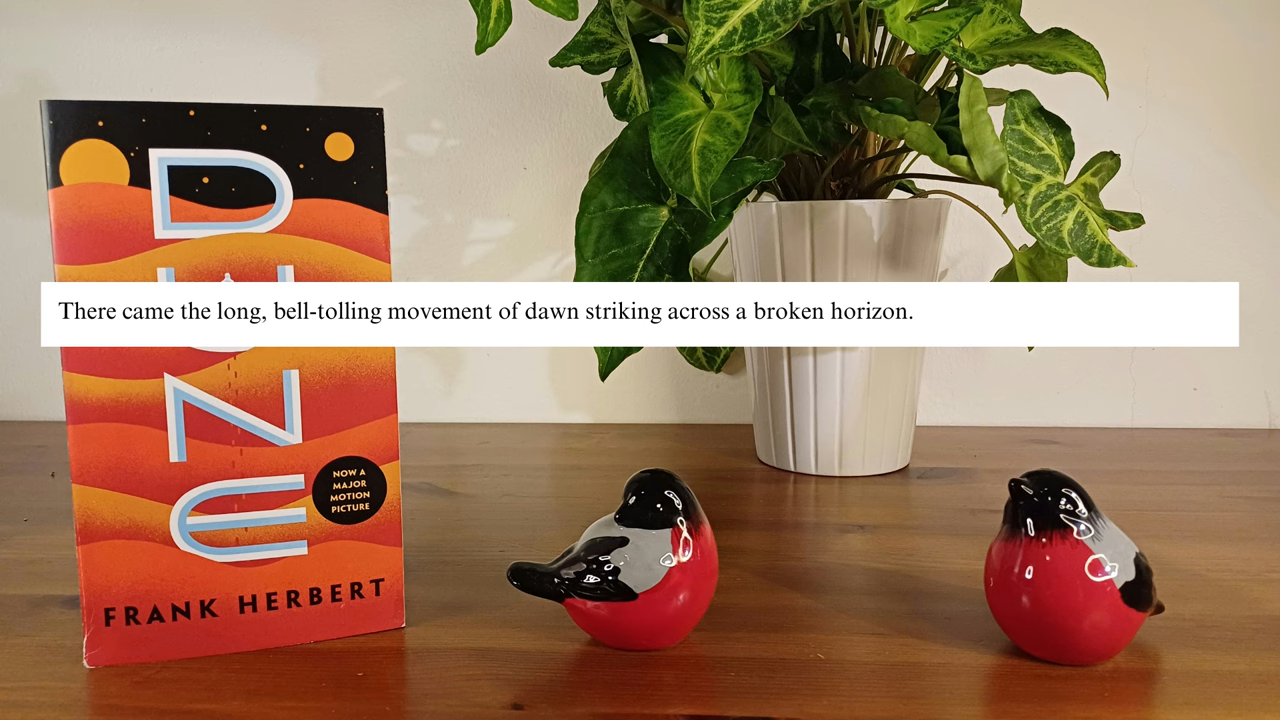 DUNE
There came the long, bell-tolling movement of dawn striking across a broken horizon.
NOW A
MAJOR
MOTION
PICTURE
FRANK HERBERT